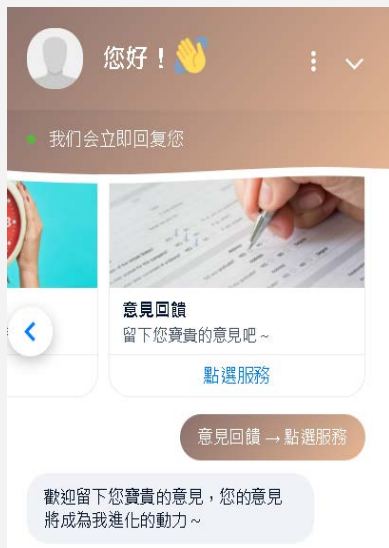 您好！👋
我们会立即回复您
意見回饋
留下您寶貴的意見吧~
點選服務
意見回饋 → 點選服務
歡迎留下您寶貴的意見，您的意見
將成為我進化的動力~